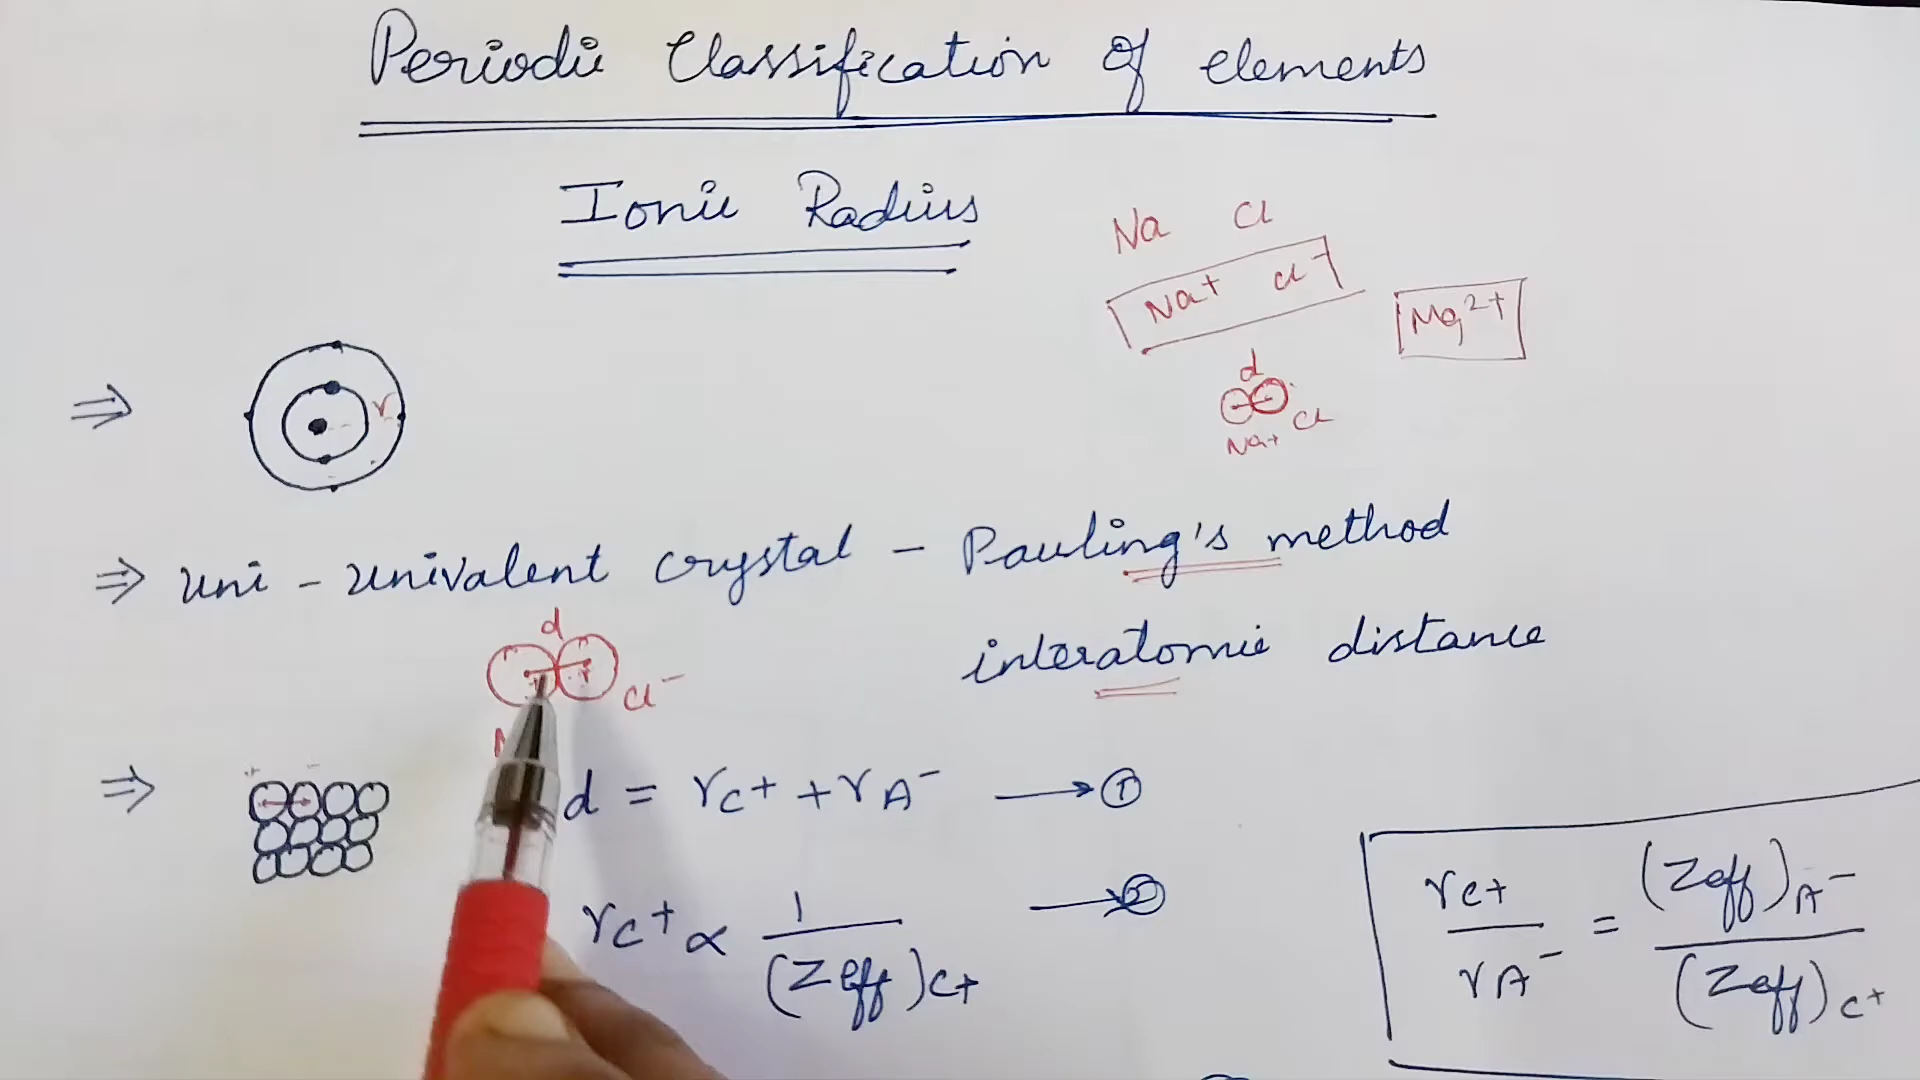 Periodic Classification Of elements
Ionic Radius
Na Cl
Na+ Cl-
Mg2+
d
Na+ Cl
r
⇒
⇒ uni - univalent crystal - Pauling's method
d
interatomic distance
Cl-
⇒
+ -
d = rC+ + rA- → ①
rC+ ∝ 1/(Zeff)C+ → ②
rC+/rA- = (Zeff)A-/(Zeff)C+